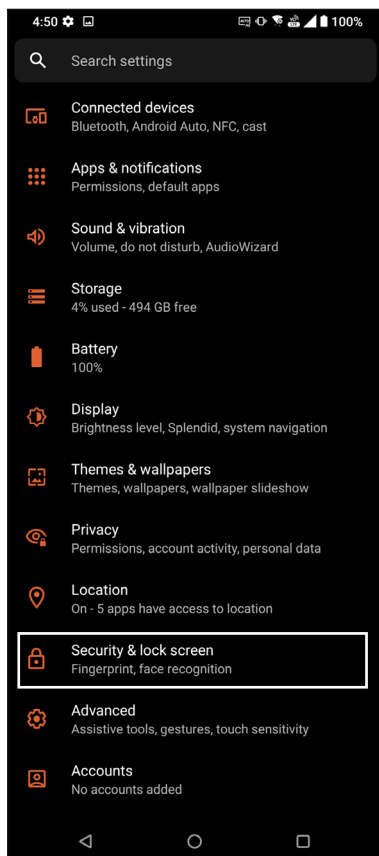 4:50 100%
Search settings
Connected devices
Bluetooth, Android Auto, NFC, cast
Apps & notifications
Permissions, default apps
Sound & vibration
Volume, do not disturb, AudioWizard
Storage
4% used - 494 GB free
Battery
100%
Display
Brightness level, Splendid, system navigation
Themes & wallpapers
Themes, wallpapers, wallpaper slideshow
Privacy
Permissions, account activity, personal data
Location
On - 5 apps have access to location
Security & lock screen
Fingerprint, face recognition
Advanced
Assistive tools, gestures, touch sensitivity
Accounts
No accounts added